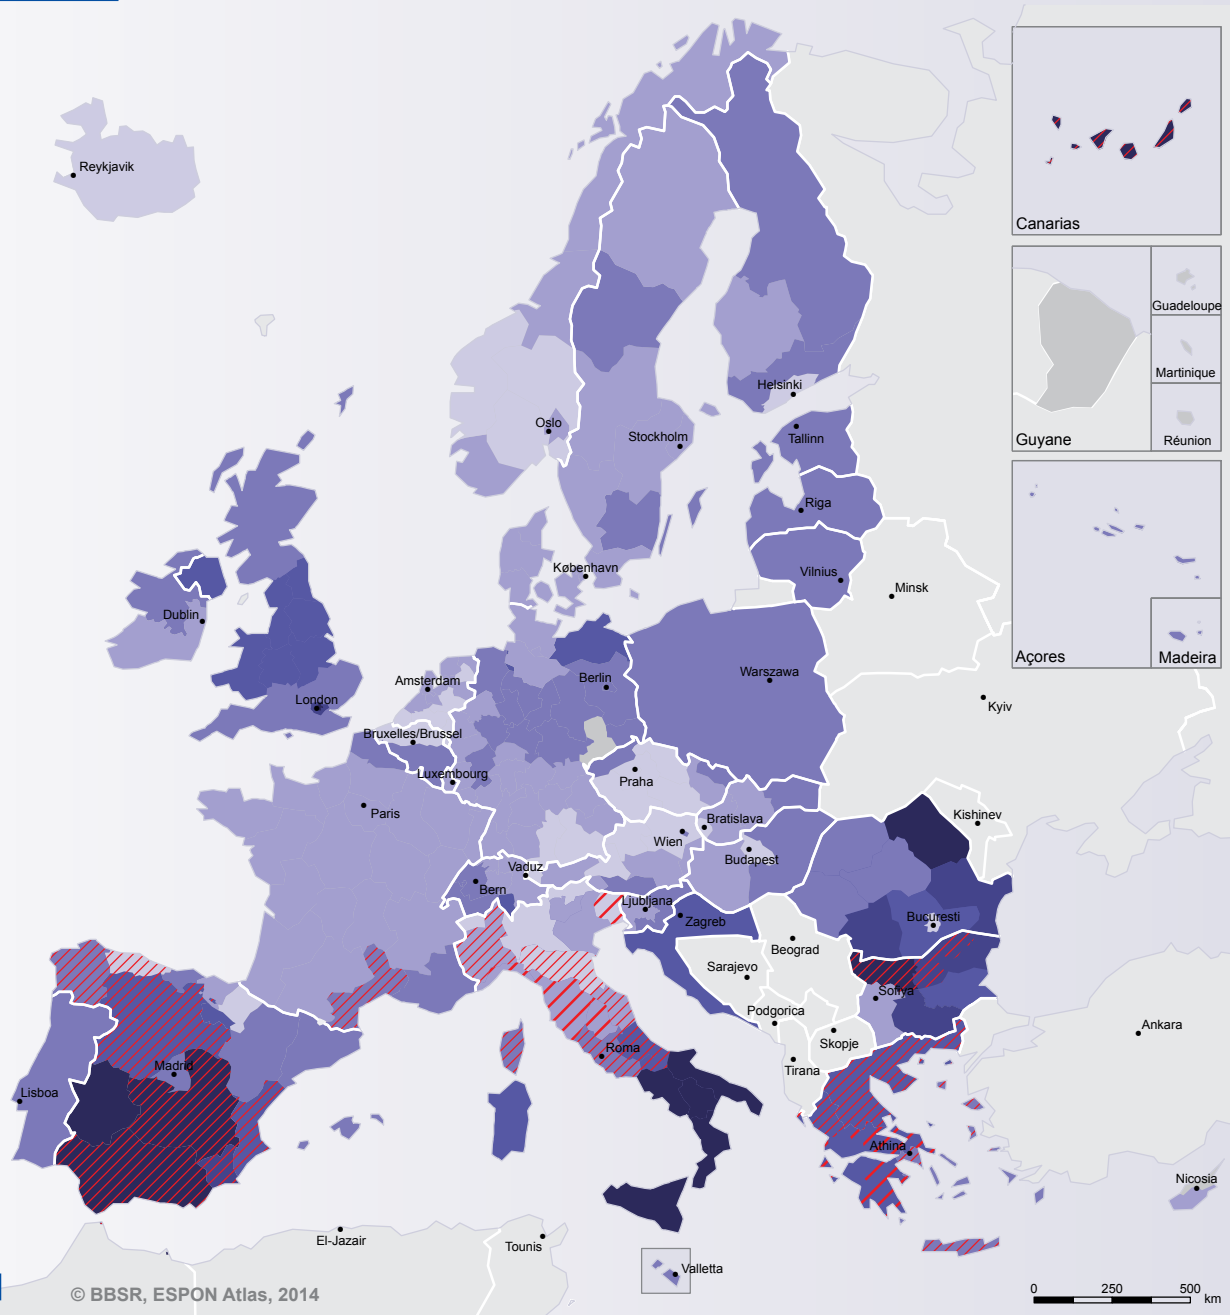 Reykjavik
Canarias
Guadeloupe
Martinique
Guyane
Réunion
Helsinki
Oslo
Stockholm
Tallinn
Riga
København
Vilnius
Minsk
Dublin
Açores
Madeira
Amsterdam
Berlin
Warszawa
London
Kyiv
Bruxelles/Brussel
Luxembourg
Praha
Paris
Kishinev
Bratislava
Wien
Budapest
Vaduz
Bern
Ljubljana
Zagreb
Bucuresti
Beograd
Sarajevo
Sofiya
Podgorica
Ankara
Skopje
Roma
Madrid
Tirana
Lisboa
Athina
Nicosia
El-Jazair
Tounis
Valletta
© BBSR, ESPON Atlas, 2014
0 250 500
km